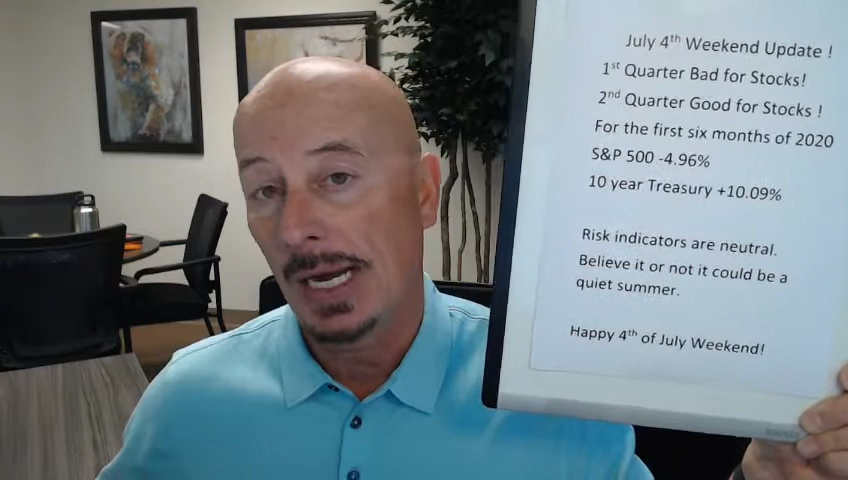 July 4th Weekend Update !
1st Quarter Bad for Stocks!
2nd Quarter Good for Stocks !
For the first six months of 2020
S&P 500 -4.96%
10 year Treasury +10.09%
Risk indicators are neutral.
Believe it or not it could be a
quiet summer.
Happy 4th of July Weekend!